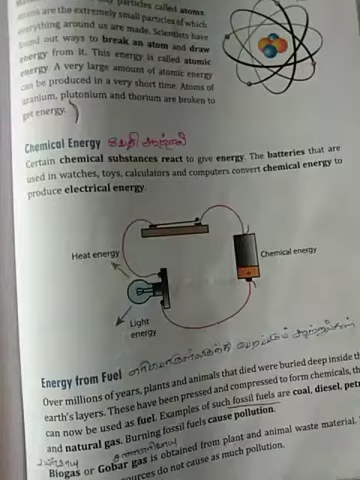 particles called atoms
are the extremely small particles of which
everything around us are made. Scientists have
found out ways to break an atom and draw
energy from it. This energy is called atomic
energy. A very large amount of atomic energy
can be produced in a very short time. Atoms of
uranium, plutonium and thorium are broken to
get energy.
Chemical Energy
Certain chemical substances react to give energy. The batteries that are
used in watches, toys, calculators and computers convert chemical energy to
produce electrical energy.
Heat energy
Chemical energy
Light
energy
Energy from Fuel
Over millions of years, plants and animals that died were buried deep inside
earth's layers. These have been pressed and compressed to form chemicals,
can now be used as fuel. Examples of such fossil fuels are coal, diesel,
and natural gas. Burning fossil fuels cause pollution.
Biogas or Gobar gas is obtained from plant and animal waste material.
sources do not cause as much pollution.